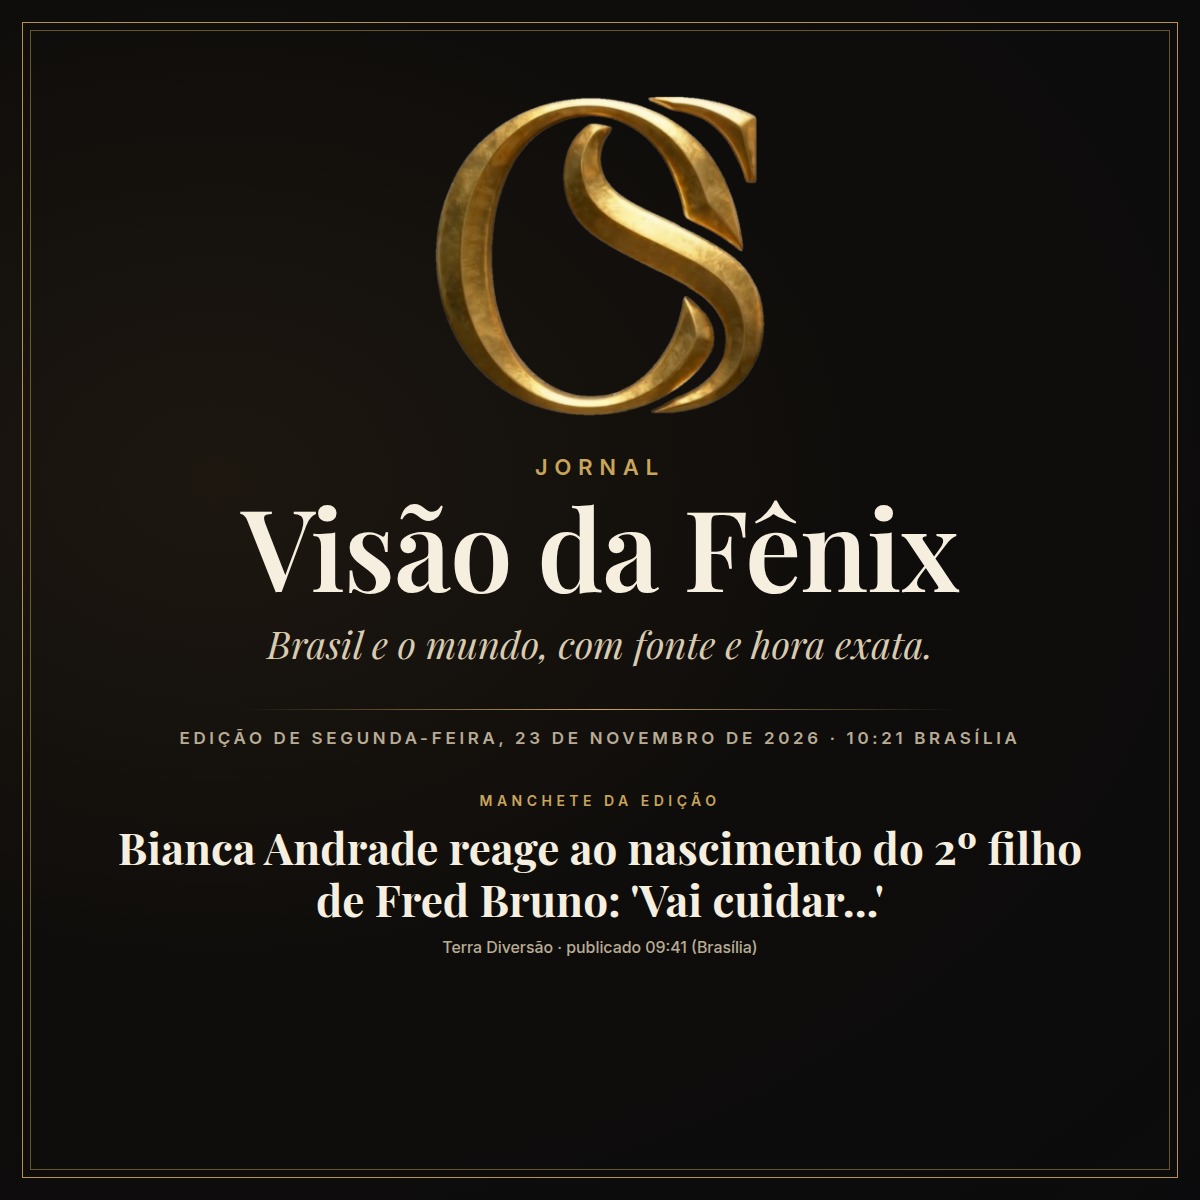 CS
JORNAL
Visão da Fênix
Brasil e o mundo, com fonte e hora exata.
EDIÇÃO DE SEGUNDA-FEIRA, 23 DE NOVEMBRO DE 2026 · 10:21 BRASÍLIA
MANCHETE DA EDIÇÃO
Bianca Andrade reage ao nascimento do 2º filho
de Fred Bruno: 'Vai cuidar...'
Terra Diversão · publicado 09:41 (Brasília)